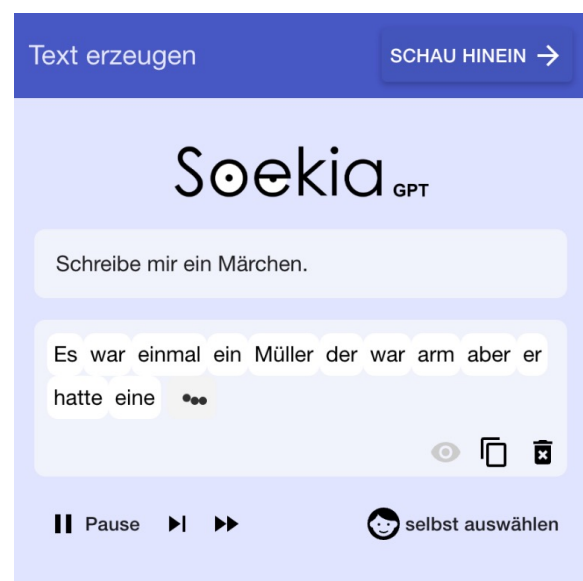 Text erzeugen
SCHAU HINEIN
Soekia GPT
Schreibe mir ein Märchen.
Es war einmal ein Müller der war arm aber er
hatte eine
Pause
selbst auswählen